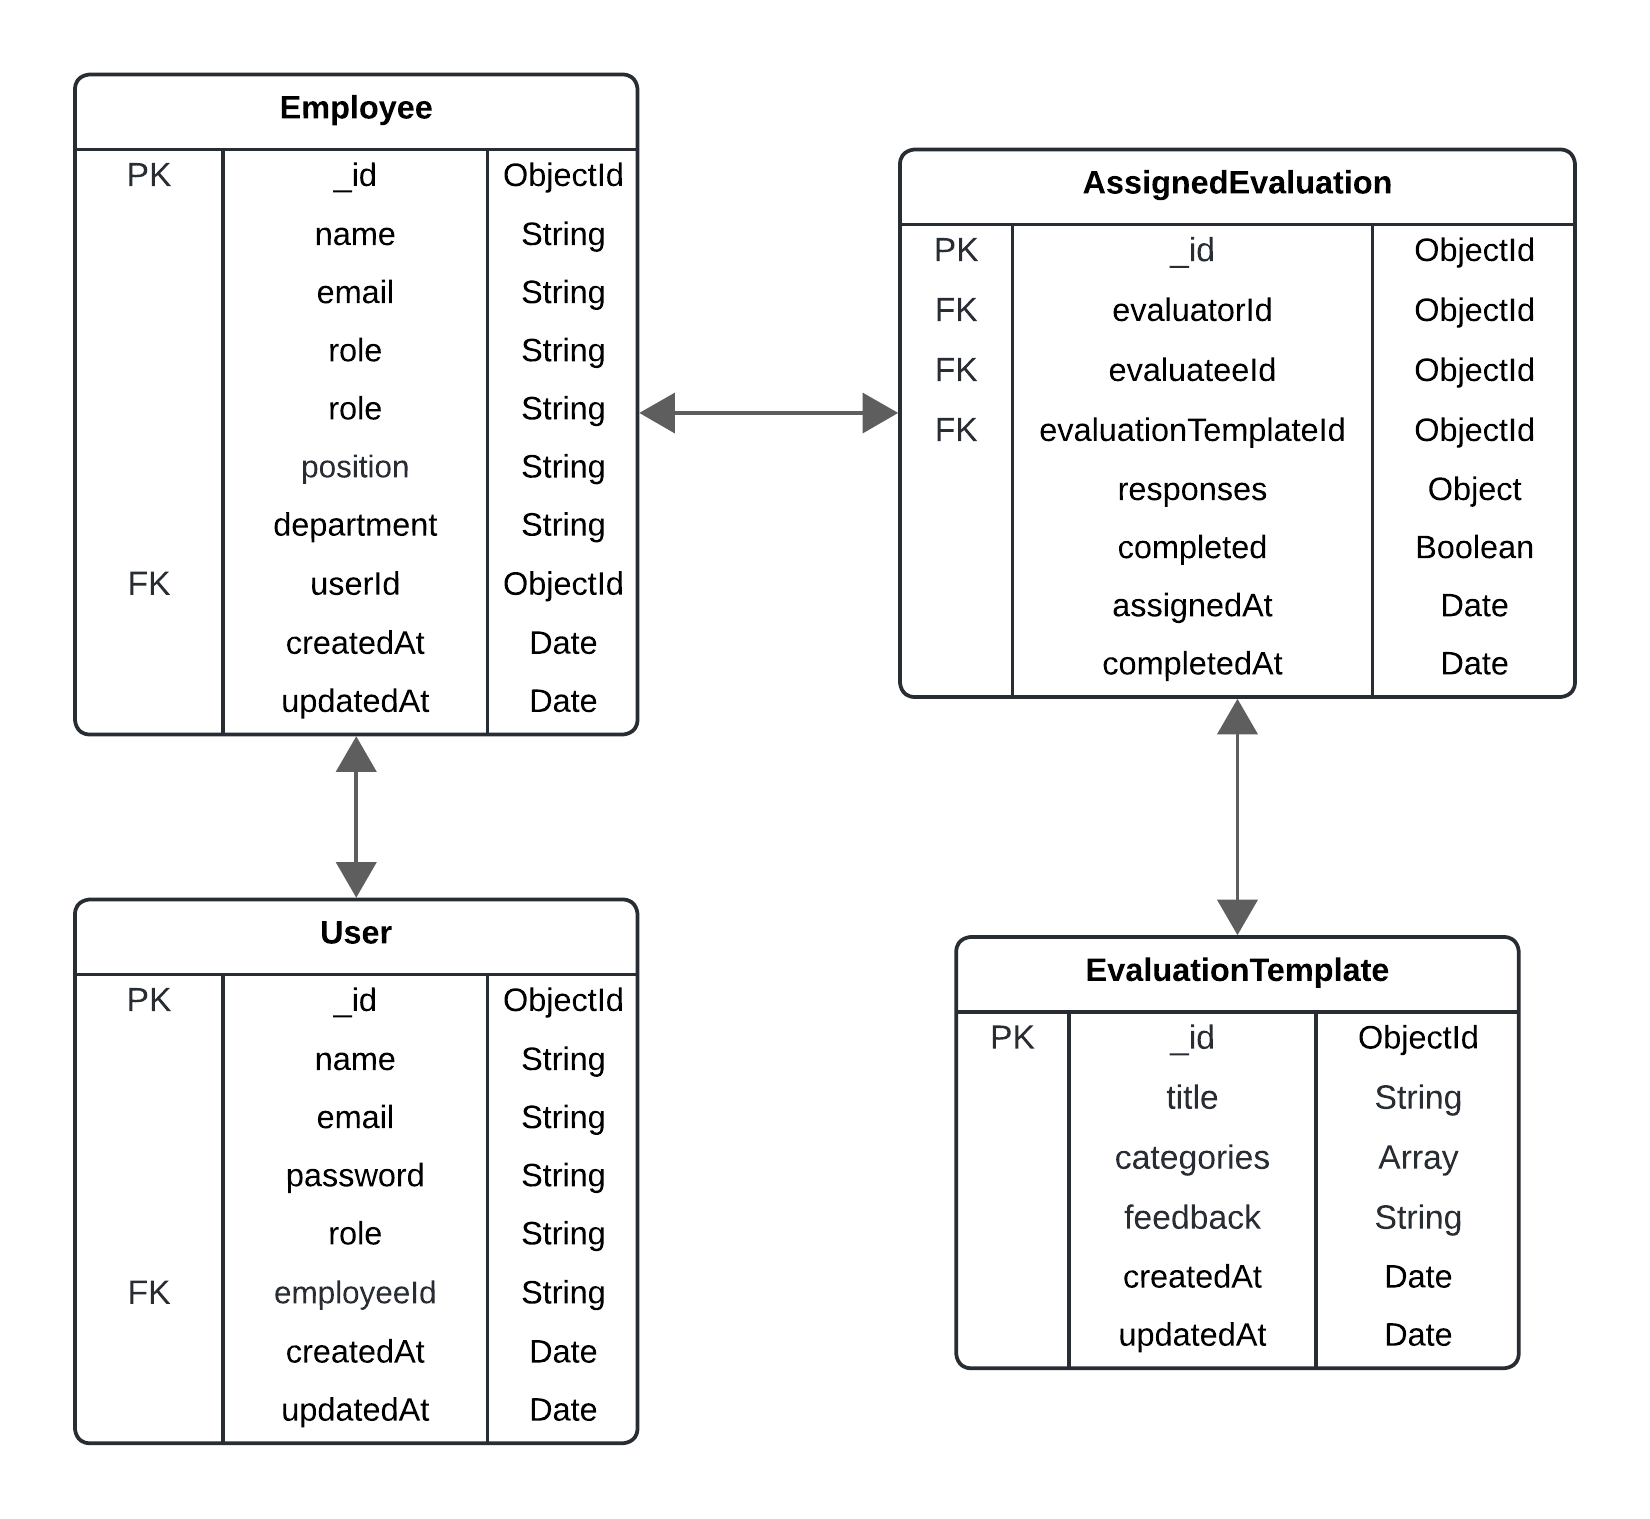 Employee
PK _id ObjectId
name String
email String
role String
role String
position String
department String
FK userId ObjectId
createdAt Date
updatedAt Date
AssignedEvaluation
PK _id ObjectId
FK evaluatorId ObjectId
FK evaluateeId ObjectId
FK evaluationTemplateId ObjectId
responses Object
completed Boolean
assignedAt Date
completedAt Date
User
PK _id ObjectId
name String
email String
password String
role String
FK employeeId String
createdAt Date
updatedAt Date
EvaluationTemplate
PK _id ObjectId
title String
categories Array
feedback String
createdAt Date
updatedAt Date